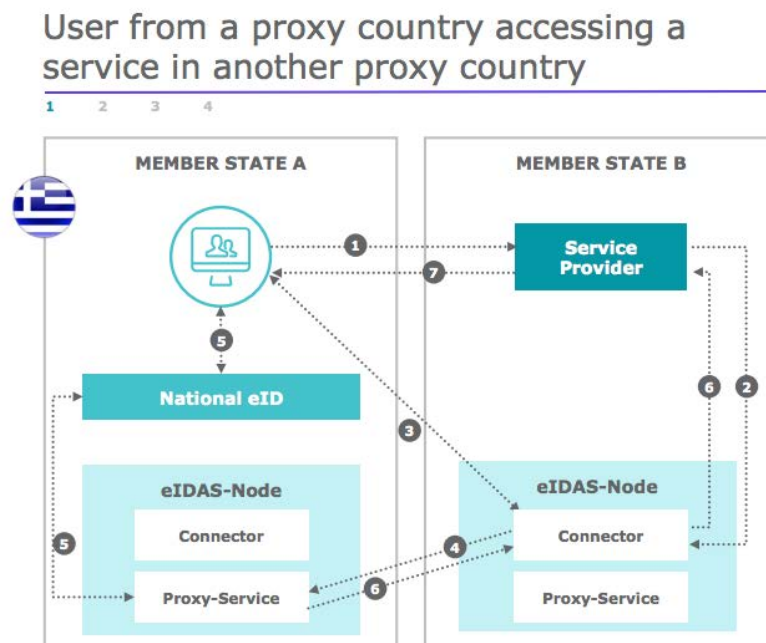 User from a proxy country accessing a
service in another proxy country
1 2 3 4
MEMBER STATE A
MEMBER STATE B
1
Service
Provider
7
5
National eID
6
2
3
eIDAS-Node
eIDAS-Node
Connector
Connector
5
4
Proxy-Service
6
Proxy-Service